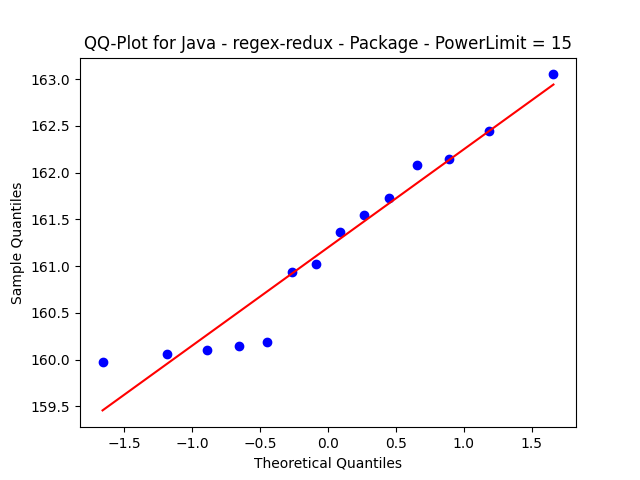 QQ-Plot for Java - regex-redux - Package - PowerLimit = 15
163.0
162.5
162.0
161.5
161.0
160.5
160.0
159.5
Sample Quantiles
−1.5 −1.0 −0.5 0.0 0.5 1.0 1.5
Theoretical Quantiles